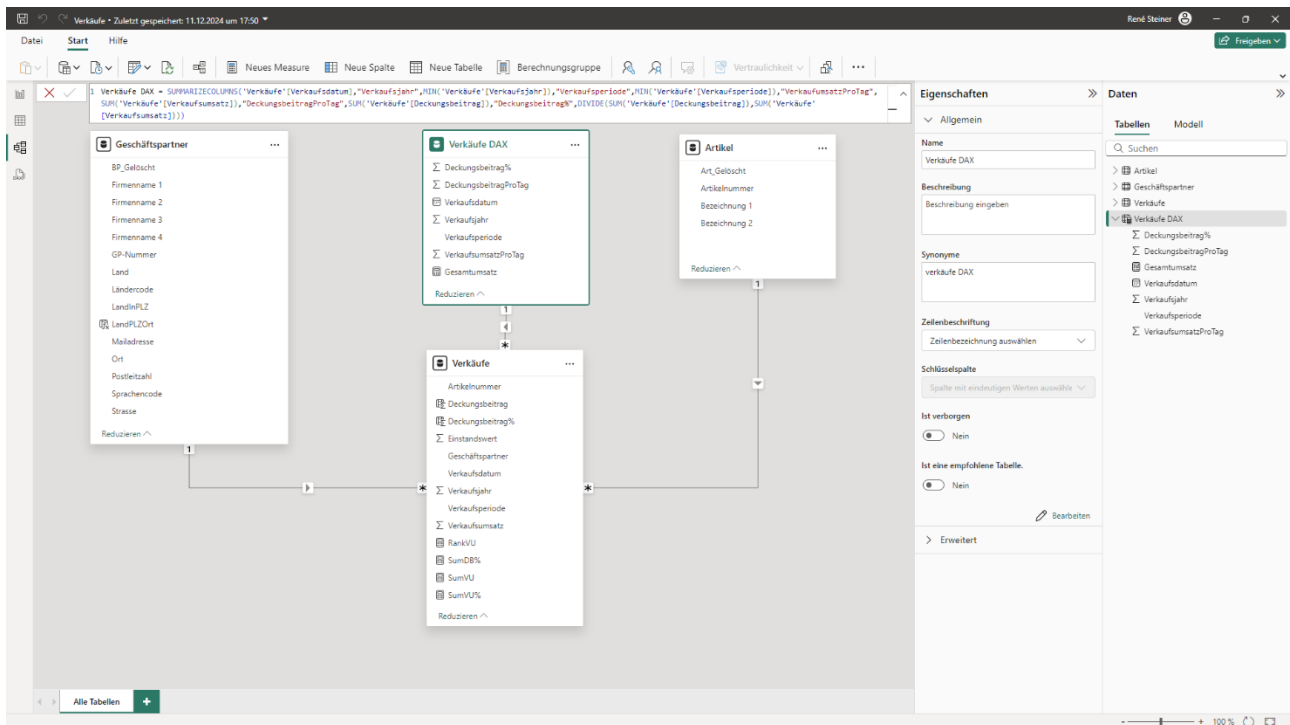 Verkäufe • Zuletzt gespeichert: 11.12.2024 um 17:50
René Steiner
Datei Start Hilfe
Freigeben
Neues Measure Neue Spalte Neue Tabelle Berechnungsgruppe Vertraulichkeit
1 Verkäufe DAX = SUMMARIZECOLUMNS('Verkäufe'[Verkaufsdatum],"Verkaufsjahr",MIN('Verkäufe'[Verkaufsjahr]),"Verkaufsperiode",MIN('Verkäufe'[Verkaufsperiode]),"VerkaufumsatzProTag",
SUM('Verkäufe'[Verkaufsumsatz]),"DeckungsbeitragProTag",SUM('Verkäufe'[Deckungsbeitrag]),"Deckungsbeitrag%",DIVIDE(SUM('Verkäufe'[Deckungsbeitrag]),SUM('Verkäufe'
[Verkaufsumsatz])))
Geschäftspartner
BP_Gelöscht
Firmenname 1
Firmenname 2
Firmenname 3
Firmenname 4
GP-Nummer
Land
Ländercode
LandInPLZ
LandPLZOrt
Mailadresse
Ort
Postleitzahl
Sprachencode
Strasse
Reduzieren
1
Verkäufe DAX
Deckungsbeitrag%
DeckungsbeitragProTag
Verkaufsdatum
Verkaufsjahr
Verkaufsperiode
VerkaufsumsatzProTag
Gesamtumsatz
Reduzieren
1
*
Artikel
Art_Gelöscht
Artikelnummer
Bezeichnung 1
Bezeichnung 2
Reduzieren
1
Verkäufe
Artikelnummer
Deckungsbeitrag
Deckungsbeitrag%
Einstandswert
Geschäftspartner
Verkaufsdatum
* Verkaufsjahr *
Verkaufsperiode
Verkaufsumsatz
RankVU
SumDB%
SumVU
SumVU%
Reduzieren
Eigenschaften
Allgemein
Name
Verkäufe DAX
Beschreibung
Beschreibung eingeben
Synonyme
verkäufe DAX
Zeilenbeschriftung
Zeilenbezeichnung auswählen
Schlüsselspalte
Spalte mit eindeutigen Werten auswähle
Ist verborgen
Nein
Ist eine empfohlene Tabelle.
Nein
Bearbeiten
Erweitert
Daten
Tabellen Modell
Suchen
Artikel
Geschäftspartner
Verkäufe
Verkäufe DAX
Deckungsbeitrag%
DeckungsbeitragProTag
Gesamtumsatz
Verkaufsdatum
Verkaufsjahr
Verkaufsperiode
VerkaufsumsatzProTag
Alle Tabellen +
- + 100 %